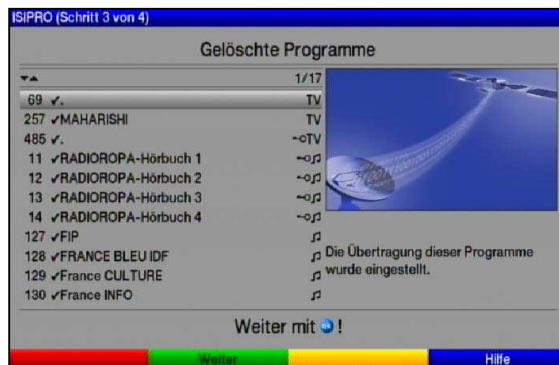 ISIPRO (Schritt 3 von 4)
Gelöschte Programme
1/17
69 ✔. TV
257 ✔MAHARISHI TV
485 ✔. TV
11 ✔RADIOROPA-Hörbuch 1
12 ✔RADIOROPA-Hörbuch 2
13 ✔RADIOROPA-Hörbuch 3
14 ✔RADIOROPA-Hörbuch 4
127 ✔FIP
128 ✔FRANCE BLEU IDF
129 ✔France CULTURE
130 ✔France INFO
Die Übertragung dieser Programme
wurde eingestellt.
Weiter mit OK !
Weiter
Hilfe